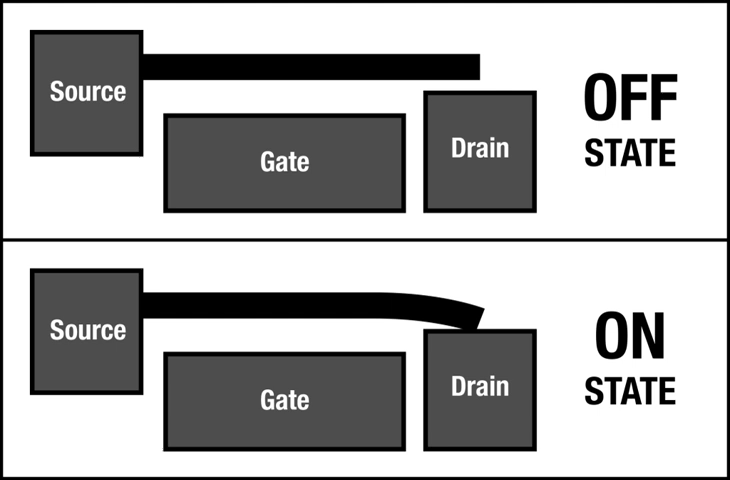 Source
Gate
Drain
OFF
STATE
Source
Gate
Drain
ON
STATE